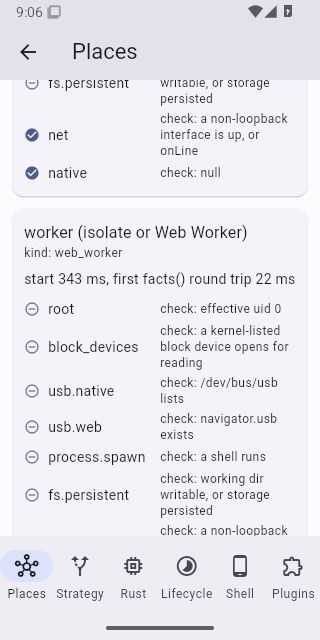 9:06
Places
fs.persistent
writable, or storage
persisted
net
check: a non-loopback
interface is up, or
onLine
native
check: null
worker (isolate or Web Worker)
kind: web_worker
start 343 ms, first facts() round trip 22 ms
root
check: effective uid 0
block_devices
check: a kernel-listed
block device opens for
reading
usb.native
check: /dev/bus/usb
lists
usb.web
check: navigator.usb
exists
process.spawn
check: a shell runs
fs.persistent
check: working dir
writable, or storage
persisted
check: a non-loopback
Places Strategy Rust Lifecycle Shell Plugins